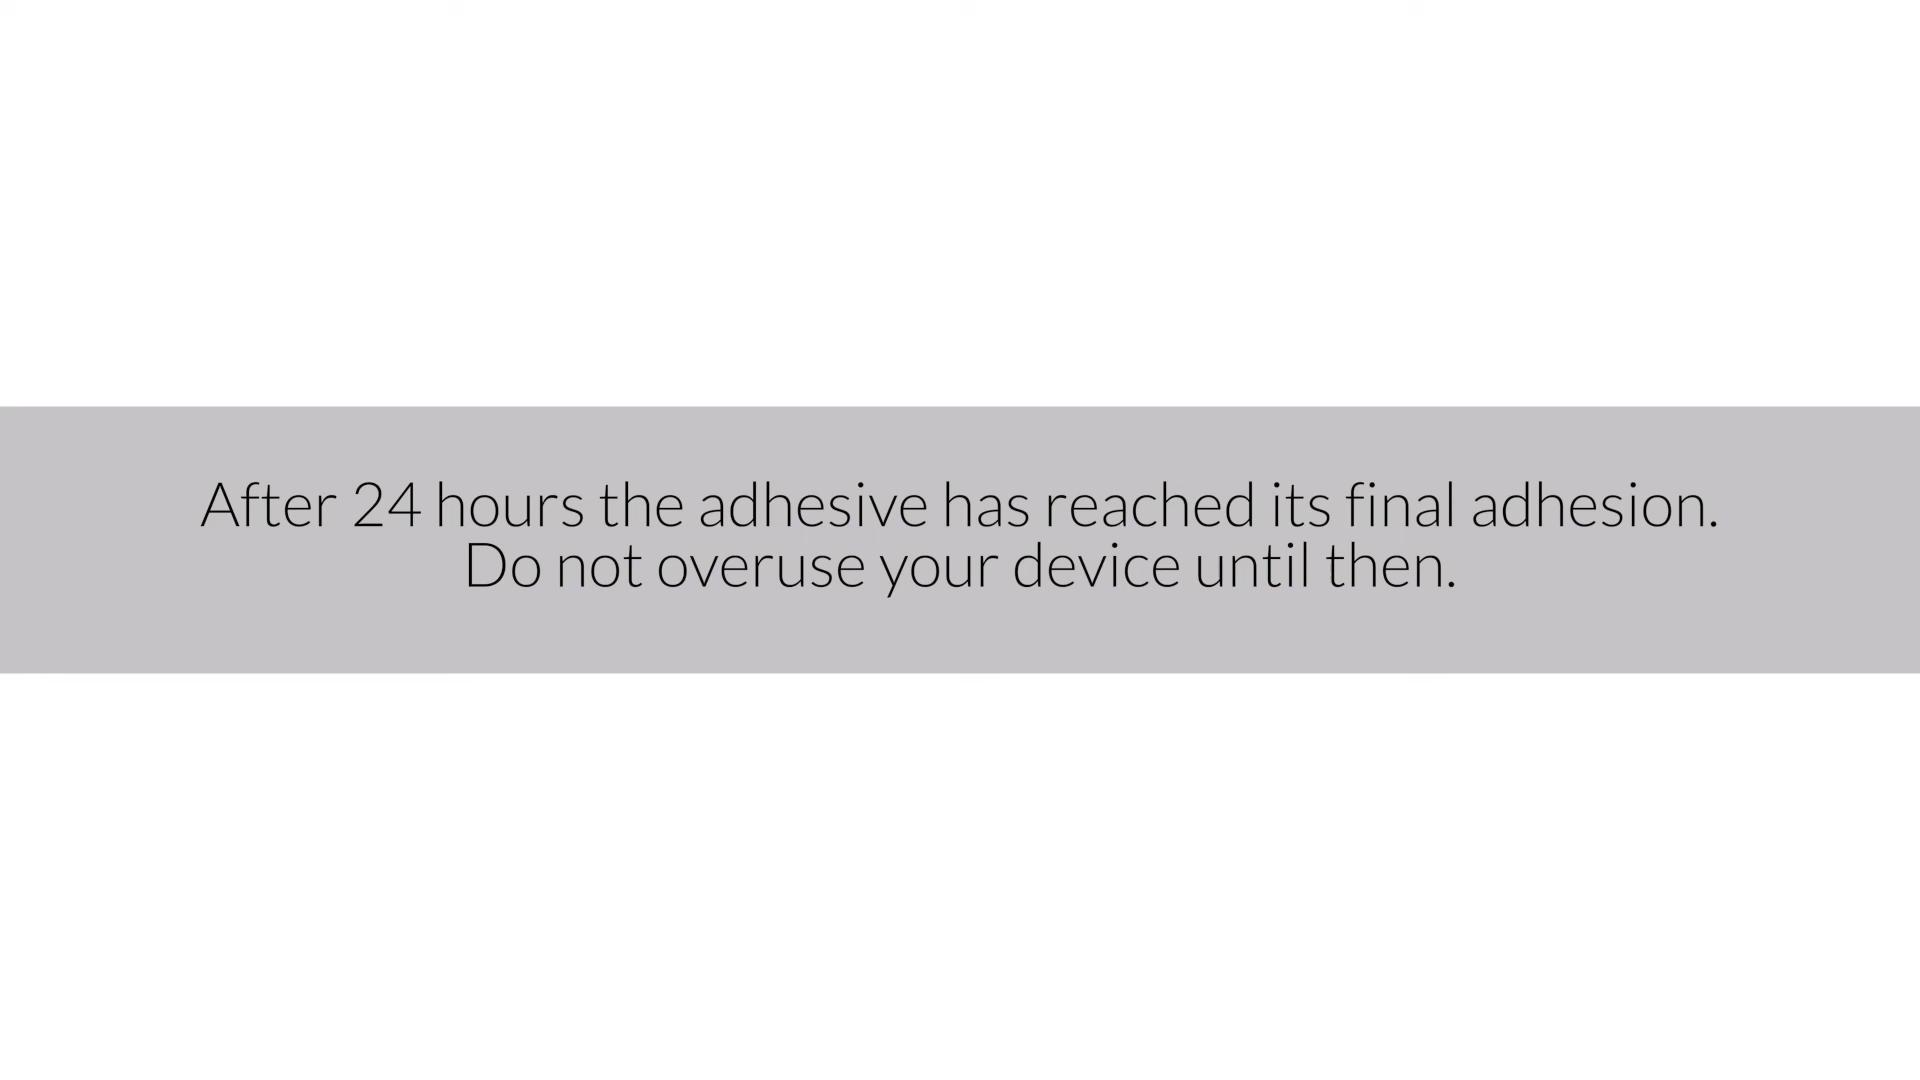 After 24 hours the adhesive has reached its final adhesion.
Do not overuse your device until then.